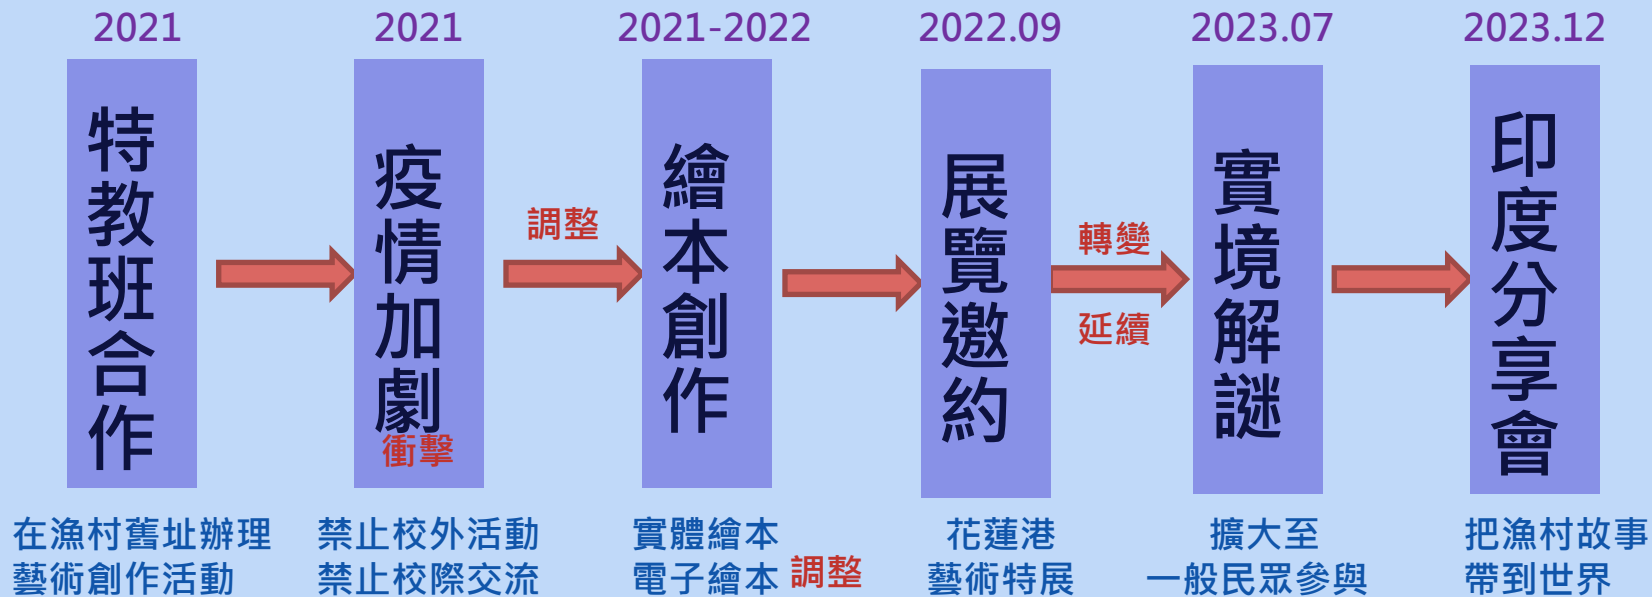 2021
特教班合作
在漁村舊址辦理
藝術創作活動
2021
疫情加劇
衝擊
禁止校外活動
禁止校際交流
調整
2021-2022
繪本創作
實體繪本
電子繪本
調整
2022.09
展覽邀約
花蓮港
藝術特展
轉變
延續
2023.07
實境解謎
擴大至
一般民眾參與
2023.12
印度分享會
把漁村故事
帶到世界